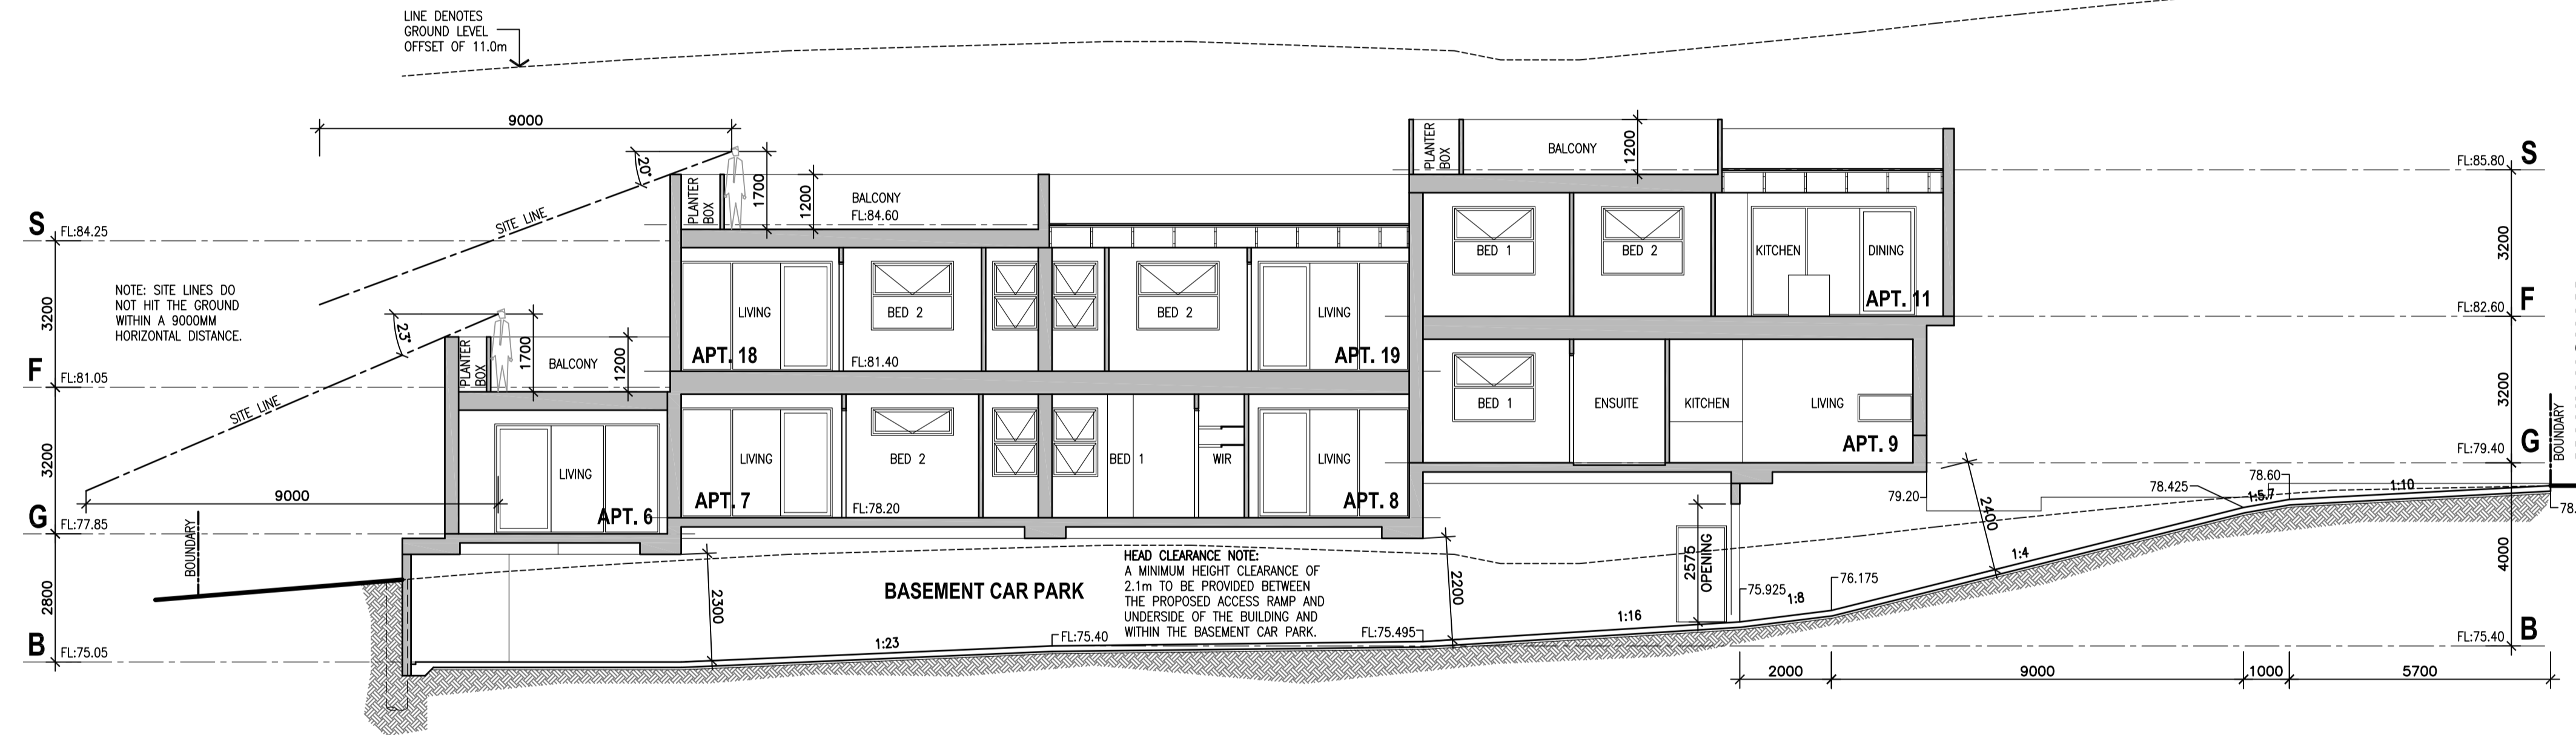 LINE DENOTES
GROUND LEVEL
OFFSET OF 11.0m
9000
20°
SITE LINE
PLANTER
BOX
1700
1200
BALCONY
FL:84.60
PLANTER
BOX
BALCONY
1200
S
FL:84.25
FL:85.80
S
NOTE: SITE LINES DO
NOT HIT THE GROUND
WITHIN A 9000MM
HORIZONTAL DISTANCE.
3200
23°
SITE LINE
PLANTER
BOX
1700
BALCONY
1200
LIVING
APT. 18
BED 2
FL:81.40
BED 2
LIVING
APT. 19
BED 1
BED 2
KITCHEN
DINING
APT. 11
3200
FL:82.60
F
F
FL:81.05
3200
9000
LIVING
APT. 6
LIVING
APT. 7
BED 2
FL:78.20
BED 1
WIR
LIVING
APT. 8
BED 1
ENSUITE
KITCHEN
LIVING
APT. 9
3200
FL:79.40
G
BOUNDARY
G
FL:77.85
BOUNDARY
79.20
2400
78.425
78.60
1:5.7
1:10
78.
2800
2300
BASEMENT CAR PARK
HEAD CLEARANCE NOTE:
A MINIMUM HEIGHT CLEARANCE OF
2.1m TO BE PROVIDED BETWEEN
THE PROPOSED ACCESS RAMP AND
UNDERSIDE OF THE BUILDING AND
WITHIN THE BASEMENT CAR PARK.
2200
2575
OPENING
75.925
1:8
76.175
1:4
4000
B
FL:75.05
1:23
FL:75.40
FL:75.495
1:16
FL:75.40
B
2000
9000
1000
5700